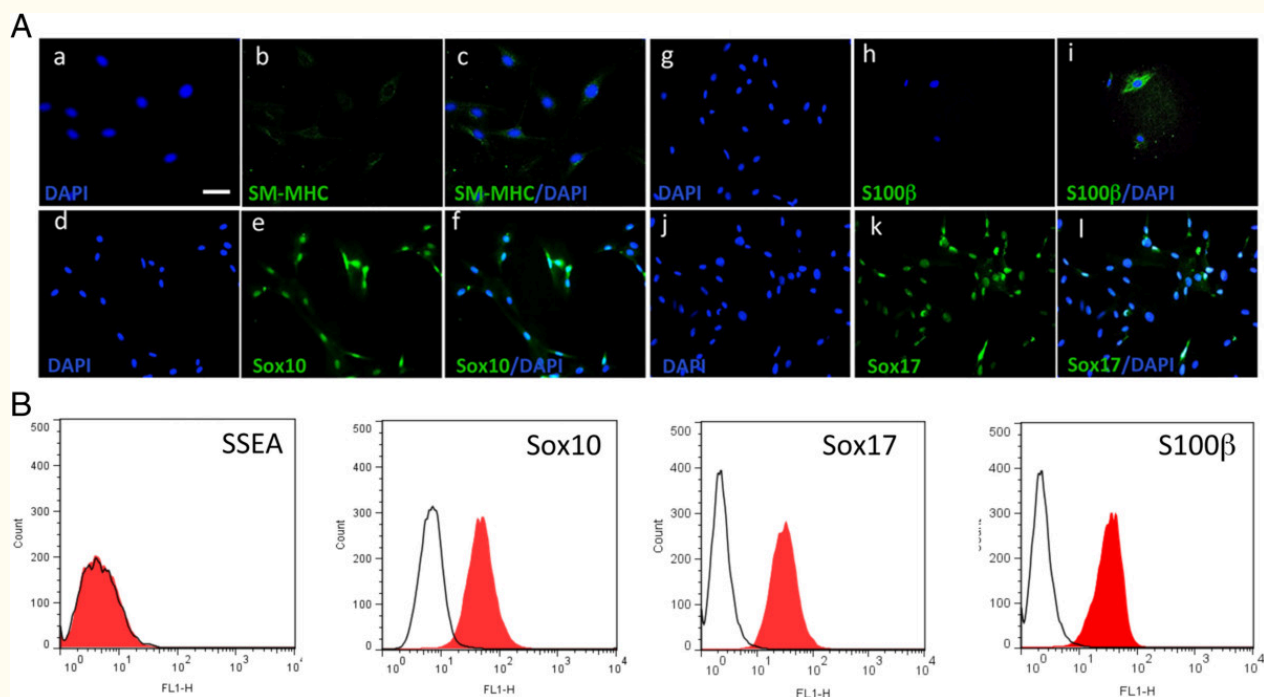 A
a b c g h i
DAPI SM-MHC SM-MHC/DAPI DAPI S100β S100β/DAPI
d e f j k l
DAPI Sox10 Sox10/DAPI DAPI Sox17 Sox17/DAPI
B
SSEA Sox10 Sox17 S100β
500 500 500 500
400 400 400 400
300 300 300 300
200 200 200 200
100 100 100 100
0 0 0 0
Count Count Count Count
10⁰ 10¹ 10² 10³ 10⁴ 10⁰ 10¹ 10² 10³ 10⁴ 10⁰ 10¹ 10² 10³ 10⁴ 10⁰ 10¹ 10² 10³ 10⁴
FL1-H FL1-H FL1-H FL1-H